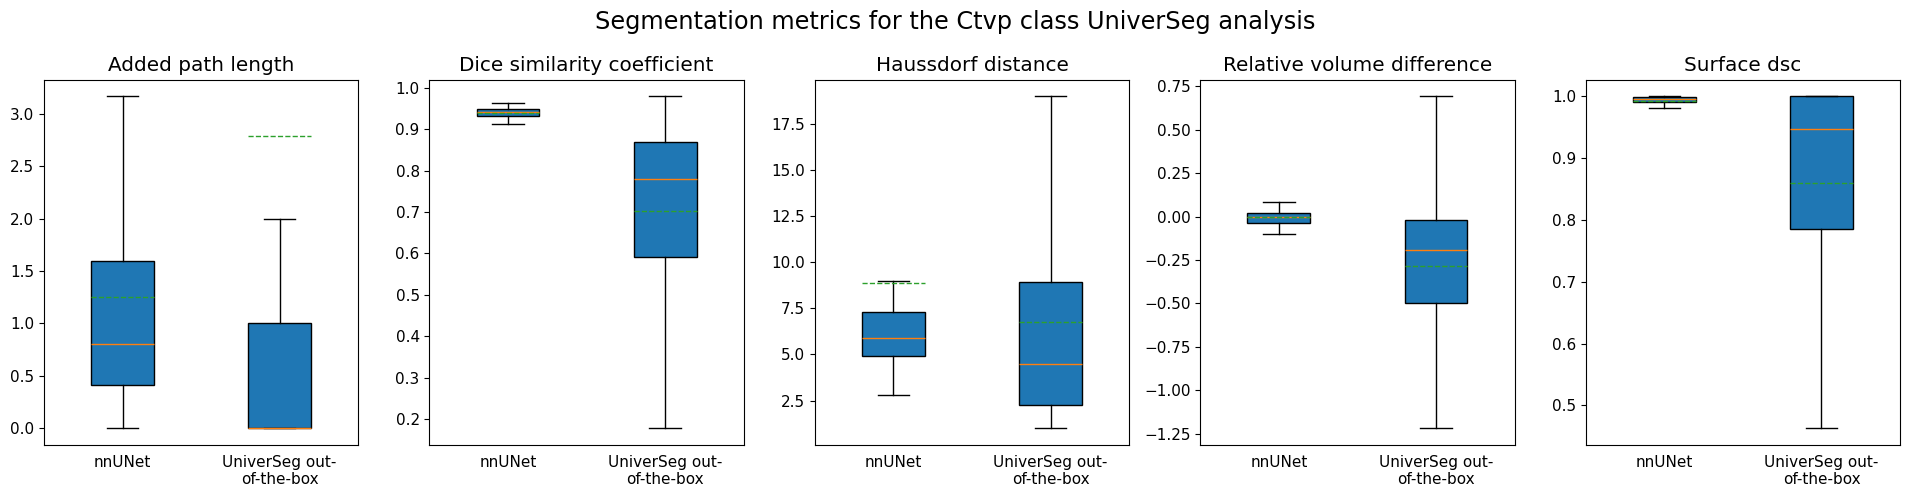 Segmentation metrics for the Ctvp class UniverSeg analysis
Added path length
3.0
2.5
2.0
1.5
1.0
0.5
0.0
nnUNet
UniverSeg out-
of-the-box
Dice similarity coefficient
1.0
0.9
0.8
0.7
0.6
0.5
0.4
0.3
0.2
nnUNet
UniverSeg out-
of-the-box
Haussdorf distance
17.5
15.0
12.5
10.0
7.5
5.0
2.5
nnUNet
UniverSeg out-
of-the-box
Relative volume difference
0.75
0.50
0.25
0.00
−0.25
−0.50
−0.75
−1.00
−1.25
nnUNet
UniverSeg out-
of-the-box
Surface dsc
1.0
0.9
0.8
0.7
0.6
0.5
nnUNet
UniverSeg out-
of-the-box